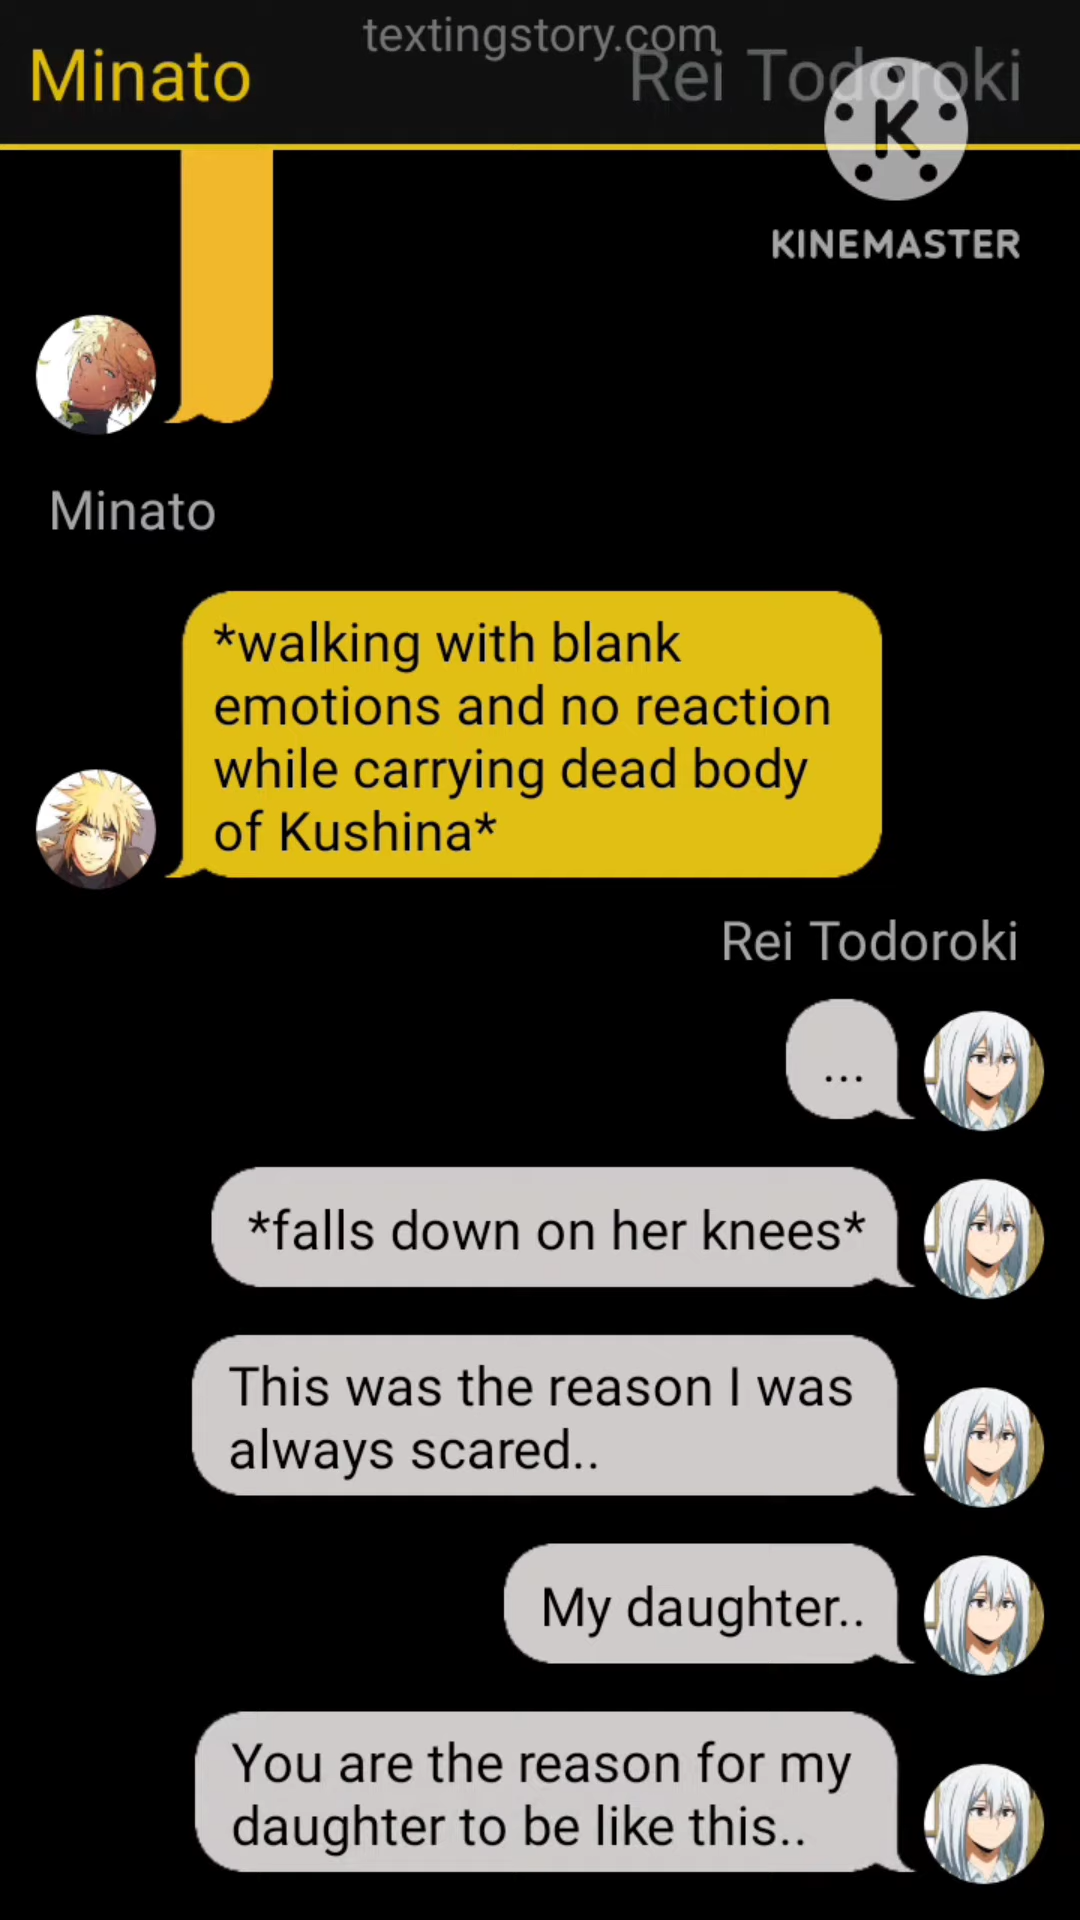 textingstory.com
Minato
Rei Todoroki
K
KINEMASTER
Minato
*walking with blank
emotions and no reaction
while carrying dead body
of Kushina*
Rei Todoroki
...
*falls down on her knees*
This was the reason I was
always scared..
My daughter..
You are the reason for my
daughter to be like this..